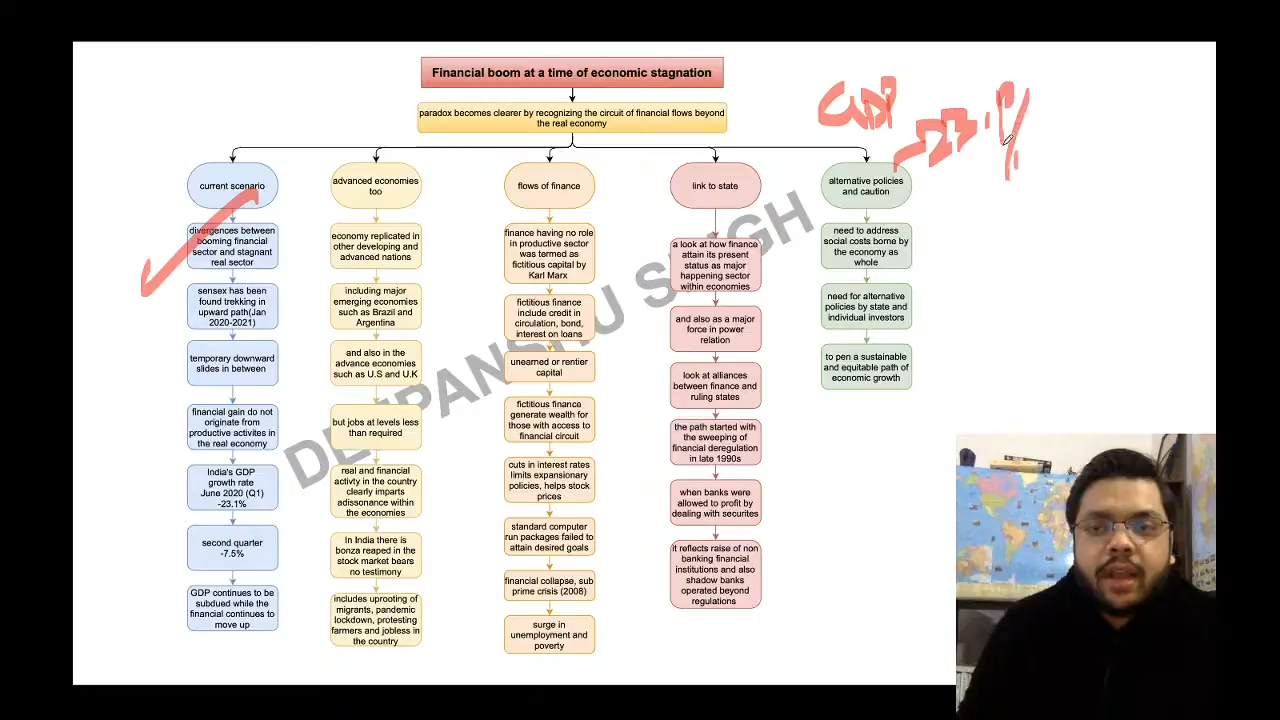 Financial boom at a time of economic stagnation
paradox becomes clearer by recognizing the circuit of financial flows beyond
the real economy
GDP
-23.1%
current scenario
divergences between
booming financial
sector and stagnant
real sector
sensex has been
found trekking in
upward path(Jan
2020-2021)
temporary downward
slides in between
financial gain do not
originate from
productive activites in
the real economy
India's GDP
growth rate
June 2020 (Q1)
-23.1%
second quarter
-7.5%
GDP continues to be
subdued while the
financial continues to
move up
advanced economies
too
economy replicated in
other developing and
advanced nations
including major
emerging economies
such as Brazil and
Argentina
and also in the
advance economies
such as U.S and U.K
but jobs at levels less
than required
real and financial
activty in the country
clearly imparts
adissonance within
the economies
In India there is
bonza reaped in the
stock market bears
no testimony
includes uprooting of
migrants, pandemic
lockdown, protesting
farmers and jobless in
the country
flows of finance
finance having no role
in productive sector
was termed as
fictitious capital by
Karl Marx
fictitious finance
include credit in
circulation, bond,
interest on loans
unearned or rentier
capital
fictitious finance
generate wealth for
those with access to
financial circuit
cuts in interest rates
limits expansionary
policies, helps stock
prices
standard computer
run packages failed to
attain desired goals
financial collapse, sub
prime crisis (2008)
surge in
unemployment and
poverty
link to state
a look at how finance
attain its present
status as major
happening sector
within economies
and also as a major
force in power
relation
look at alliances
between finance and
ruling states
the path started with
the sweeping of
financial deregulation
in late 1990s
when banks were
allowed to profit by
dealing with securites
it reflects raise of non
banking financial
institutions and also
shadow banks
operated beyond
regulations
alternative policies
and caution
need to address
social costs borne by
the economy as
whole
need for alternative
policies by state and
individual investors
to pen a sustainable
and equitable path of
economic growth
DEEPANSHU SINGH